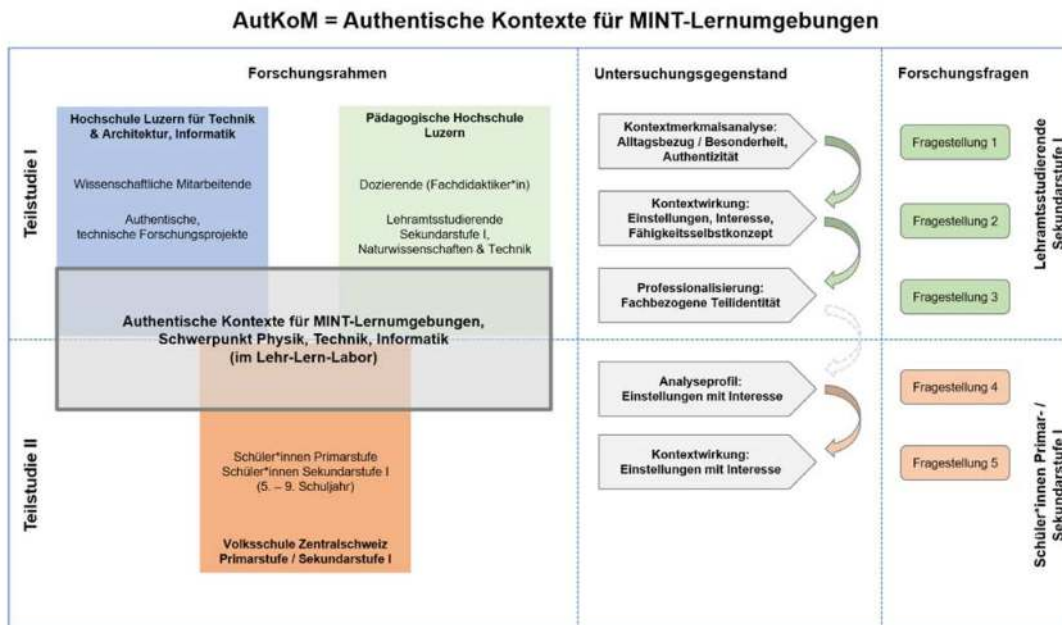 AutKoM = Authentische Kontexte für MINT-Lernumgebungen
Forschungsrahmen
Untersuchungsgegenstand
Forschungsfragen
Teilstudie I
Hochschule Luzern für Technik
& Architektur, Informatik
Wissenschaftliche Mitarbeitende
Authentische,
technische Forschungsprojekte
Pädagogische Hochschule
Luzern
Dozierende (Fachdidaktiker*in)
Lehramtsstudierende
Sekundarstufe I,
Naturwissenschaften & Technik
Kontextmerkmalsanalyse:
Alltagsbezug / Besonderheit,
Authentizität
Fragestellung 1
Kontextwirkung:
Einstellungen, Interesse,
Fähigkeitsselbstkonzept
Fragestellung 2
Professionalisierung:
Fachbezogene Teilidentität
Fragestellung 3
Lehramtsstudierende
Sekundarstufe I
Authentische Kontexte für MINT-Lernumgebungen,
Schwerpunkt Physik, Technik, Informatik
(im Lehr-Lern-Labor)
Teilstudie II
Schüler*innen Primarstufe
Schüler*innen Sekundarstufe I
(5. – 9. Schuljahr)
Volksschule Zentralschweiz
Primarstufe / Sekundarstufe I
Analyseprofil:
Einstellungen mit Interesse
Fragestellung 4
Kontextwirkung:
Einstellungen mit Interesse
Fragestellung 5
Schüler*innen Primar- /
Sekundarstufe I